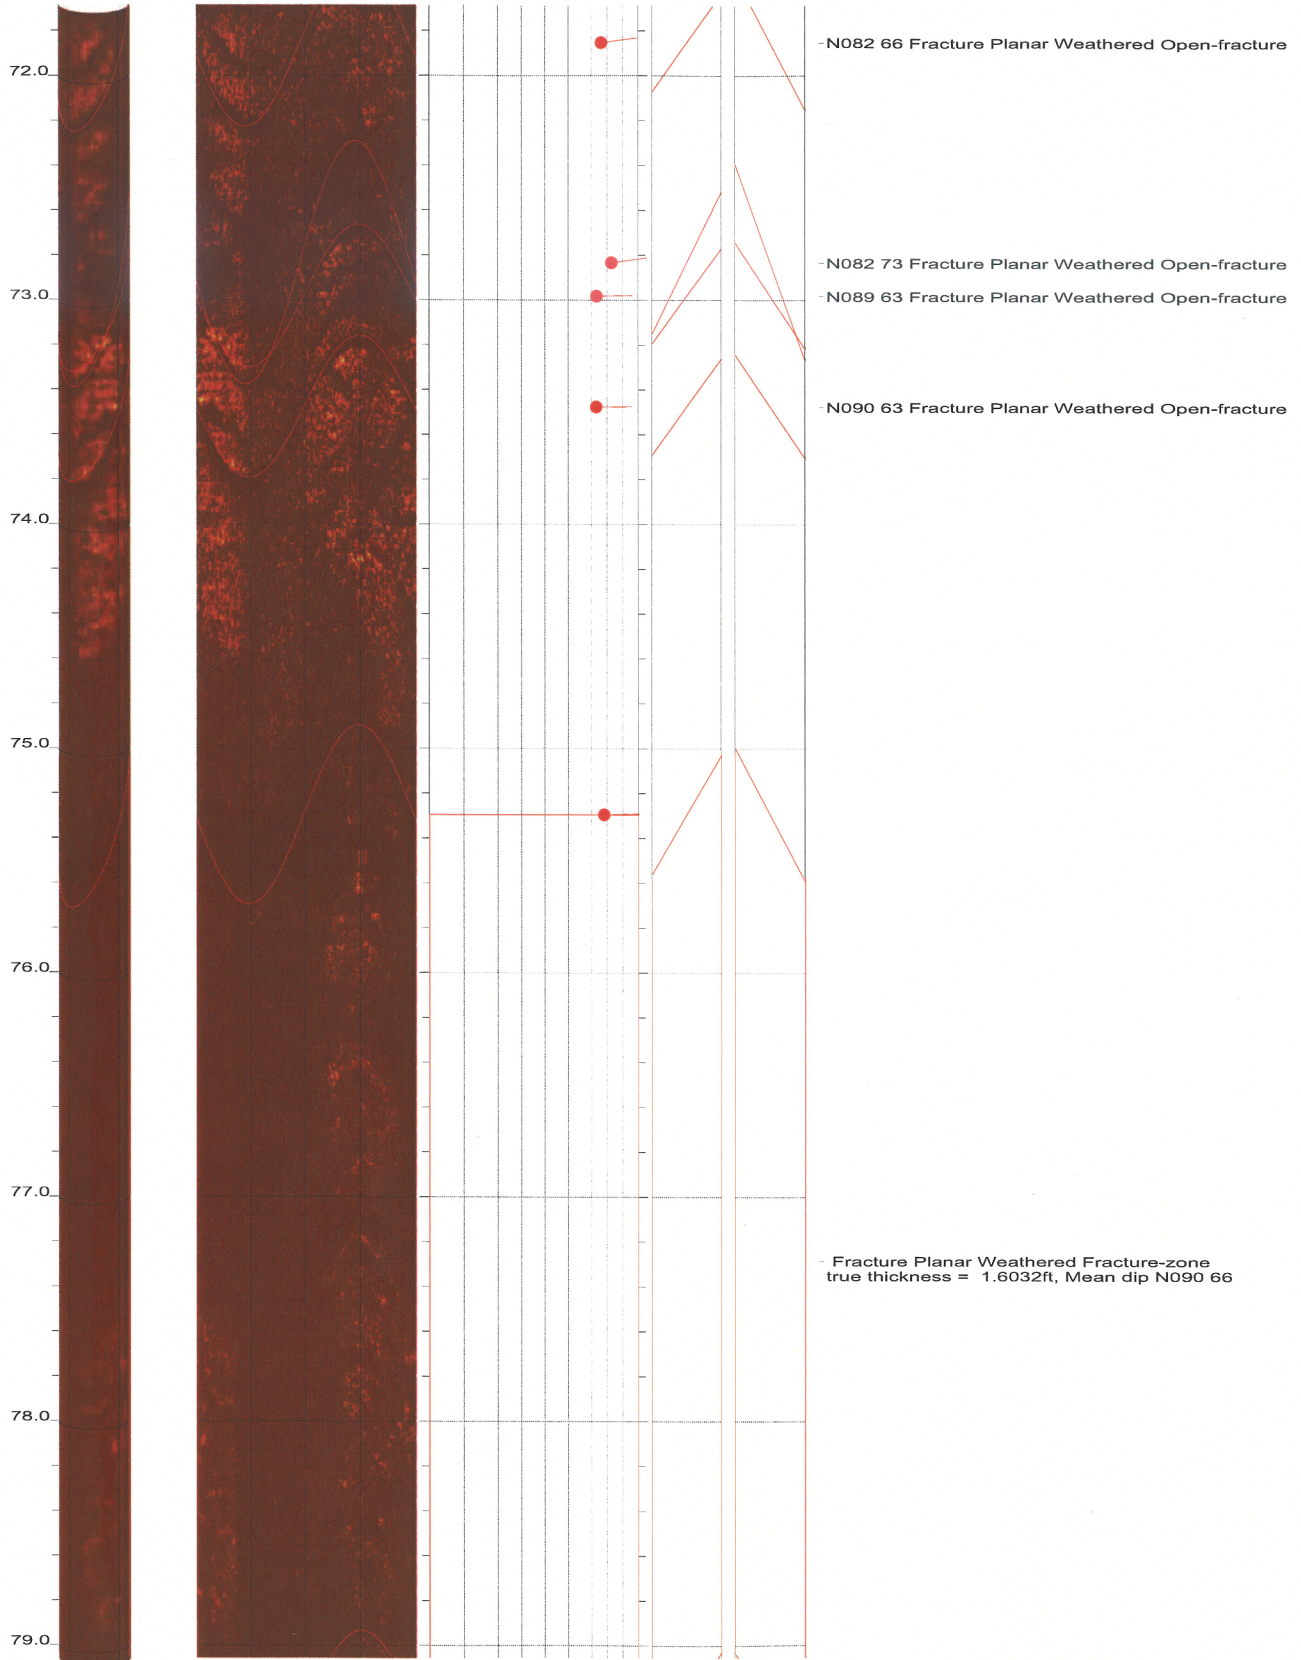 -N082 66 Fracture Planar Weathered Open-fracture
72.0
-N082 73 Fracture Planar Weathered Open-fracture
73.0
-N089 63 Fracture Planar Weathered Open-fracture
-N090 63 Fracture Planar Weathered Open-fracture
74.0
75.0
76.0
77.0
- Fracture Planar Weathered Fracture-zone
true thickness = 1.6032ft, Mean dip N090 66
78.0
79.0